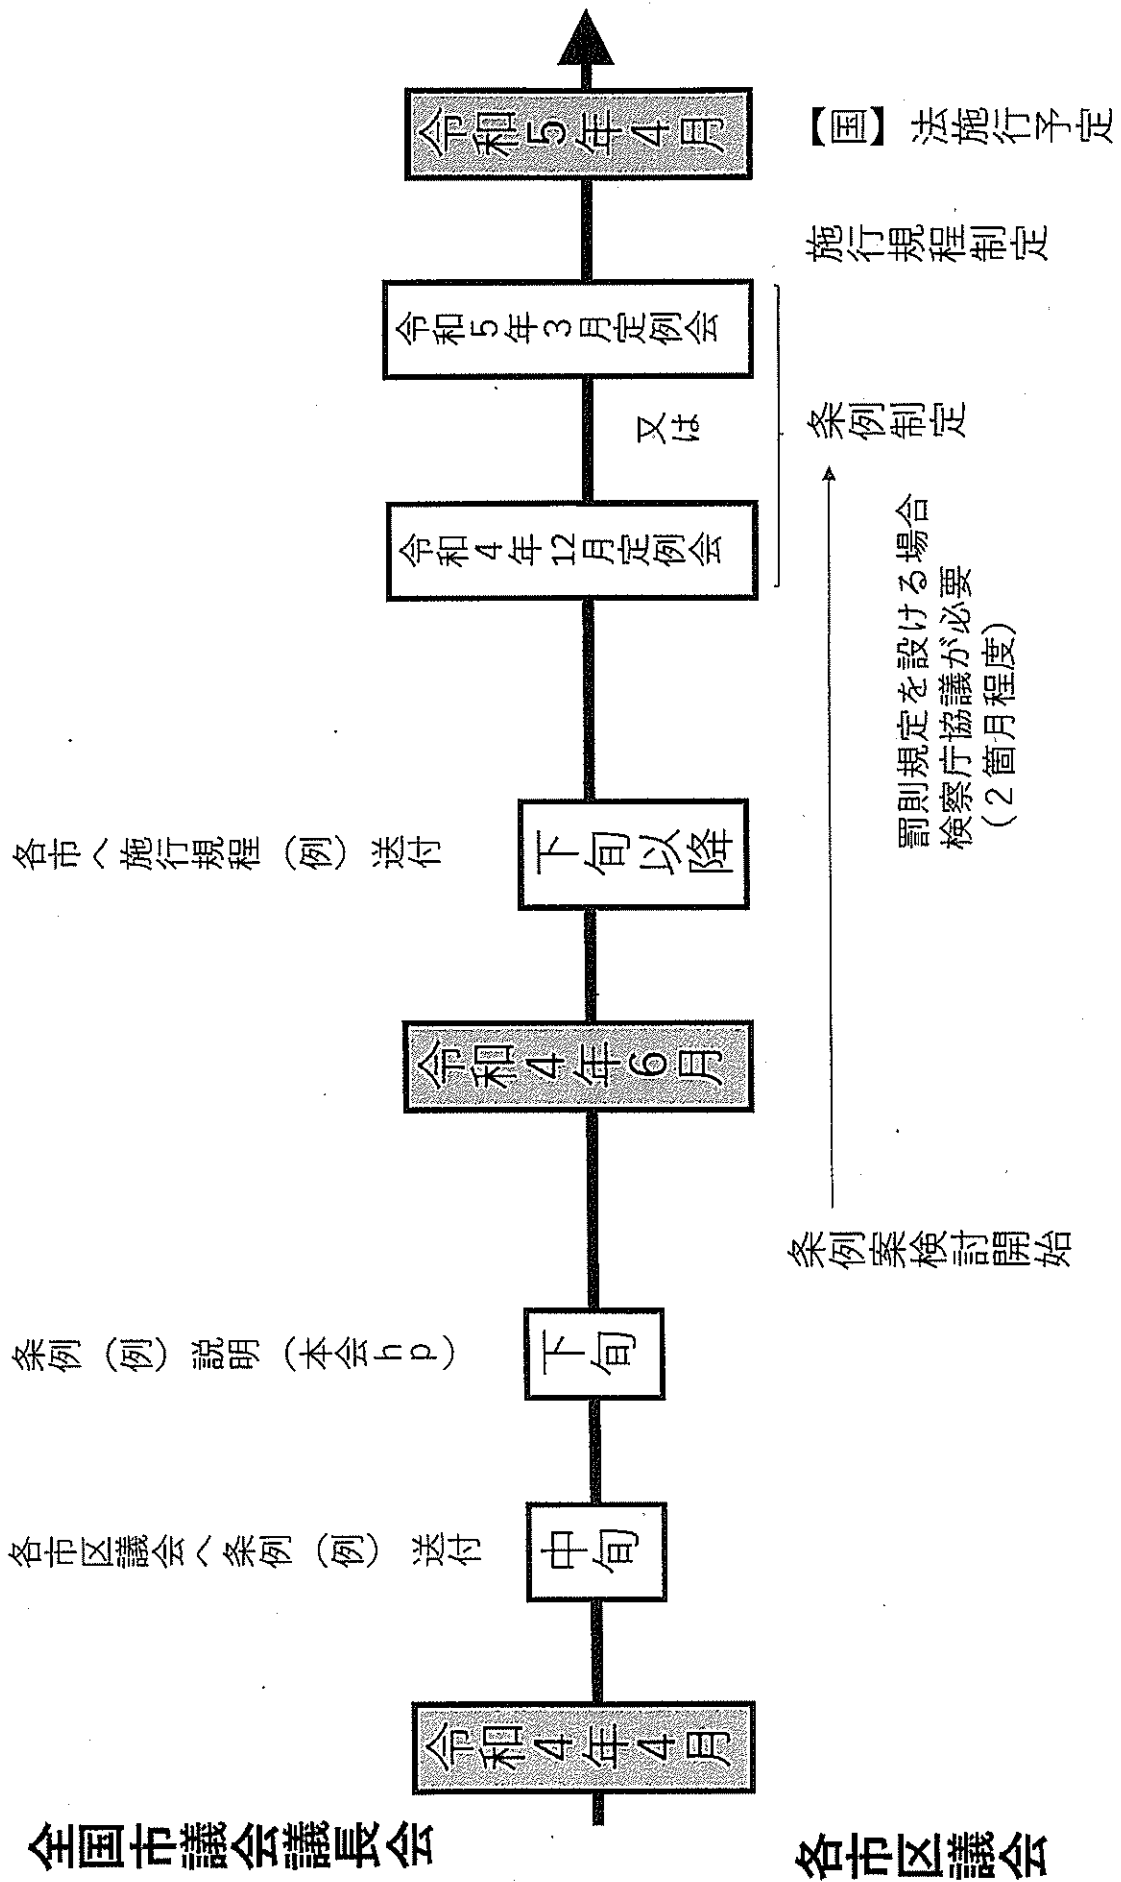 全国市議会議長会
各市区議会へ条例（例）送付
条例（例）説明（本会ｈｐ）
各市へ施行規程（例）送付
令和４年４月
中旬
下旬
令和４年６月
下旬以降
令和４年12月定例会
又は
令和５年３月定例会
令和５年４月
各市区議会
条例案検討開始
罰則規定を設ける場合
検察庁協議が必要
（２箇月程度）
条例制定
施行規程制定
【国】法施行予定